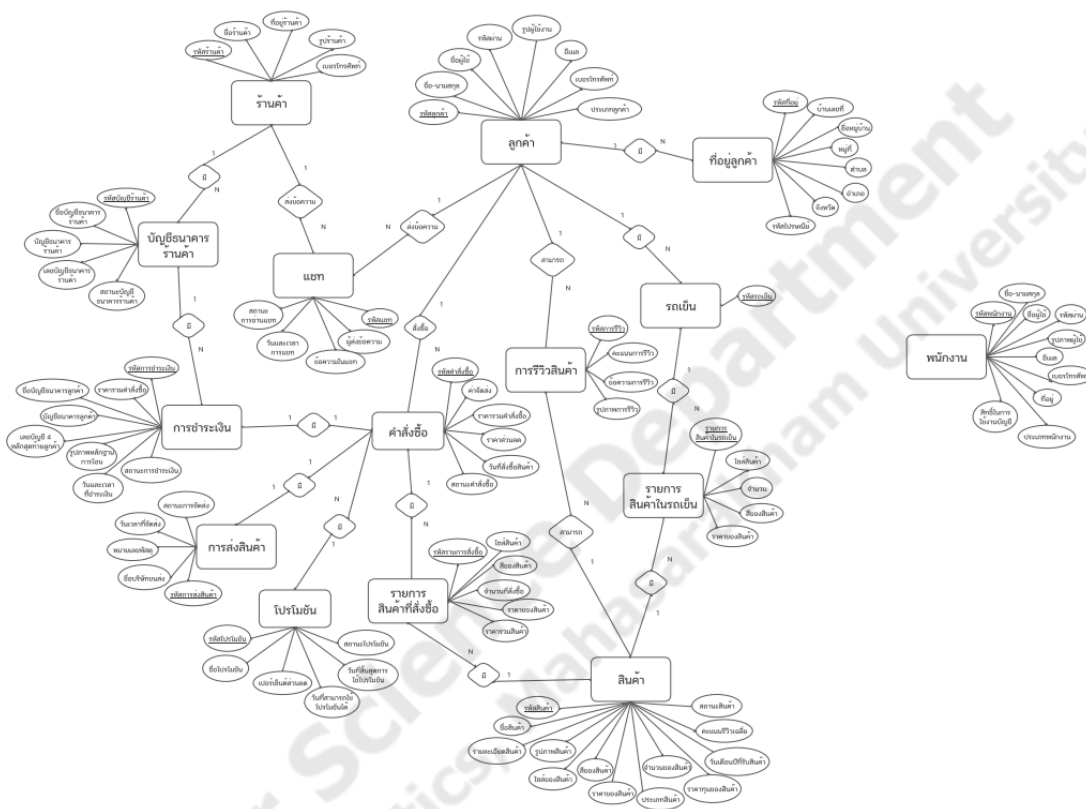 ที่อยู่ร้านค้า
ชื่อร้านค้า
รูปร้านค้า
รหัสร้านค้า
เบอรโทรศัพท์
ร้านค้า
รูปผู้ใช้งาน
รหัสผ่าน
อีเมล
ชื่อผู้ใช้
เบอรโทรศัพท์
ชื่อ-นามสกุล
ประเภทลูกค้า
รหัสลูกค้า
ลูกค้า
1
มี
N
รหัสที่อยู่
บ้านเลขที่
ชื่อหมู่บ้าน
หมู่ที่
ตำบล
อำเภอ
จังหวัด
รหัสไปรษณีย์
ที่อยู่ลูกค้า
1
มี
N
1
ส่งข้อความ
N
1
ส่งข้อความ
N
1
สั่งซื้อ
N
1
สามารถ
N
1
มี
N
รหัสบัญชีร้านค้า
ชื่อบัญชีธนาคาร
ร้านค้า
บัญชีธนาคาร
ร้านค้า
เลขบัญชีธนาคาร
ร้านค้า
สถานะบัญชี
ธนาคารร้านค้า
บัญชีธนาคาร
ร้านค้า
แชท
สถานะ
การอ่านแชท
รหัสแชท
วันและเวลา
การแชท
ผู้ส่งข้อความ
ข้อความในแชท
รถเข็น
รหัสรถเข็น
1
มี
N
การรีวิวสินค้า
รหัสการรีวิว
คะแนนการรีวิว
ข้อความการรีวิว
รูปภาพการรีวิว
พนักงาน
ชื่อ-นามสกุล
รหัสพนักงาน
ชื่อผู้ใช้
รหัสผ่าน
รูปภาพผู้ใช้
อีเมล
เบอรโทรศัพท์
ที่อยู่
สิทธิ์ในการ
ใช้งานบัญชี
ประเภทพนักงาน
1
มี
N
รหัสการชำระเงิน
ราคารวมคำสั่งซื้อ
ชื่อบัญชีธนาคารลูกค้า
บัญชีธนาคารลูกค้า
เลขบัญชี 4
หลักสุดท้ายลูกค้า
รูปภาพหลักฐาน
การโอน
วันและเวลา
ที่ชำระเงิน
สถานะการชำระเงิน
การชำระเงิน
1
มี
1
คำสั่งซื้อ
รหัสคำสั่งซื้อ
ค่าจัดส่ง
ราคารวมคำสั่งซื้อ
ราคาส่วนลด
วันที่สั่งซื้อสินค้า
สถานะคำสั่งซื้อ
รายการ
สินค้าในรถเข็น
รายการ
สินค้าในรถเข็น
ไซส์สินค้า
จำนวน
สีของสินค้า
ราคาของสินค้า
1
มี
1
N
มี
1
1
มี
N
N
สามารถ
1
N
มี
1
การส่งสินค้า
สถานะการจัดส่ง
วันเวลาที่จัดส่ง
หมายเลขพัสดุ
ชื่อบริษัทขนส่ง
รหัสการส่งสินค้า
โปรโมชัน
รหัสโปรโมชัน
ชื่อโปรโมชัน
เปอร์เซ็นต์ส่วนลด
วันที่สามารถใช้
โปรโมชันได้
วันที่สิ้นสุดการ
ใช้โปรโมชัน
สถานะโปรโมชัน
รายการ
สินค้าที่สั่งซื้อ
รหัสรายการสั่งซื้อ
ไซส์สินค้า
สีของสินค้า
จำนวนที่สั่งซื้อ
ราคาของสินค้า
ราคารวมสินค้า
N
มี
1
สินค้า
รหัสสินค้า
ชื่อสินค้า
รายละเอียดสินค้า
รูปภาพสินค้า
ไซส์ของสินค้า
สีของสินค้า
ราคาของสินค้า
จำนวนของสินค้า
ประเภทสินค้า
ราคาทุนของสินค้า
วันเดือนปีที่รับสินค้า
คะแนนรีวิวเฉลี่ย
สถานะสินค้า
Science Department
Mahasarakham University